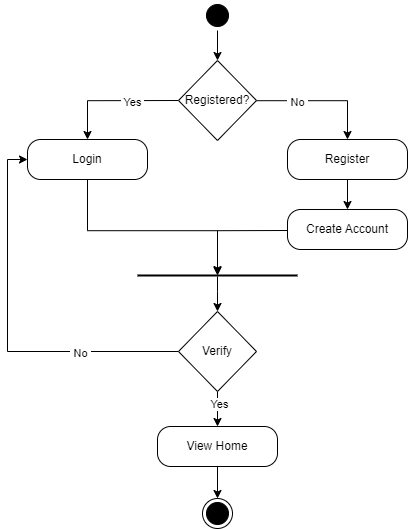 Registered?
Yes
No
Login
Register
Create Account
Verify
No
Yes
View Home